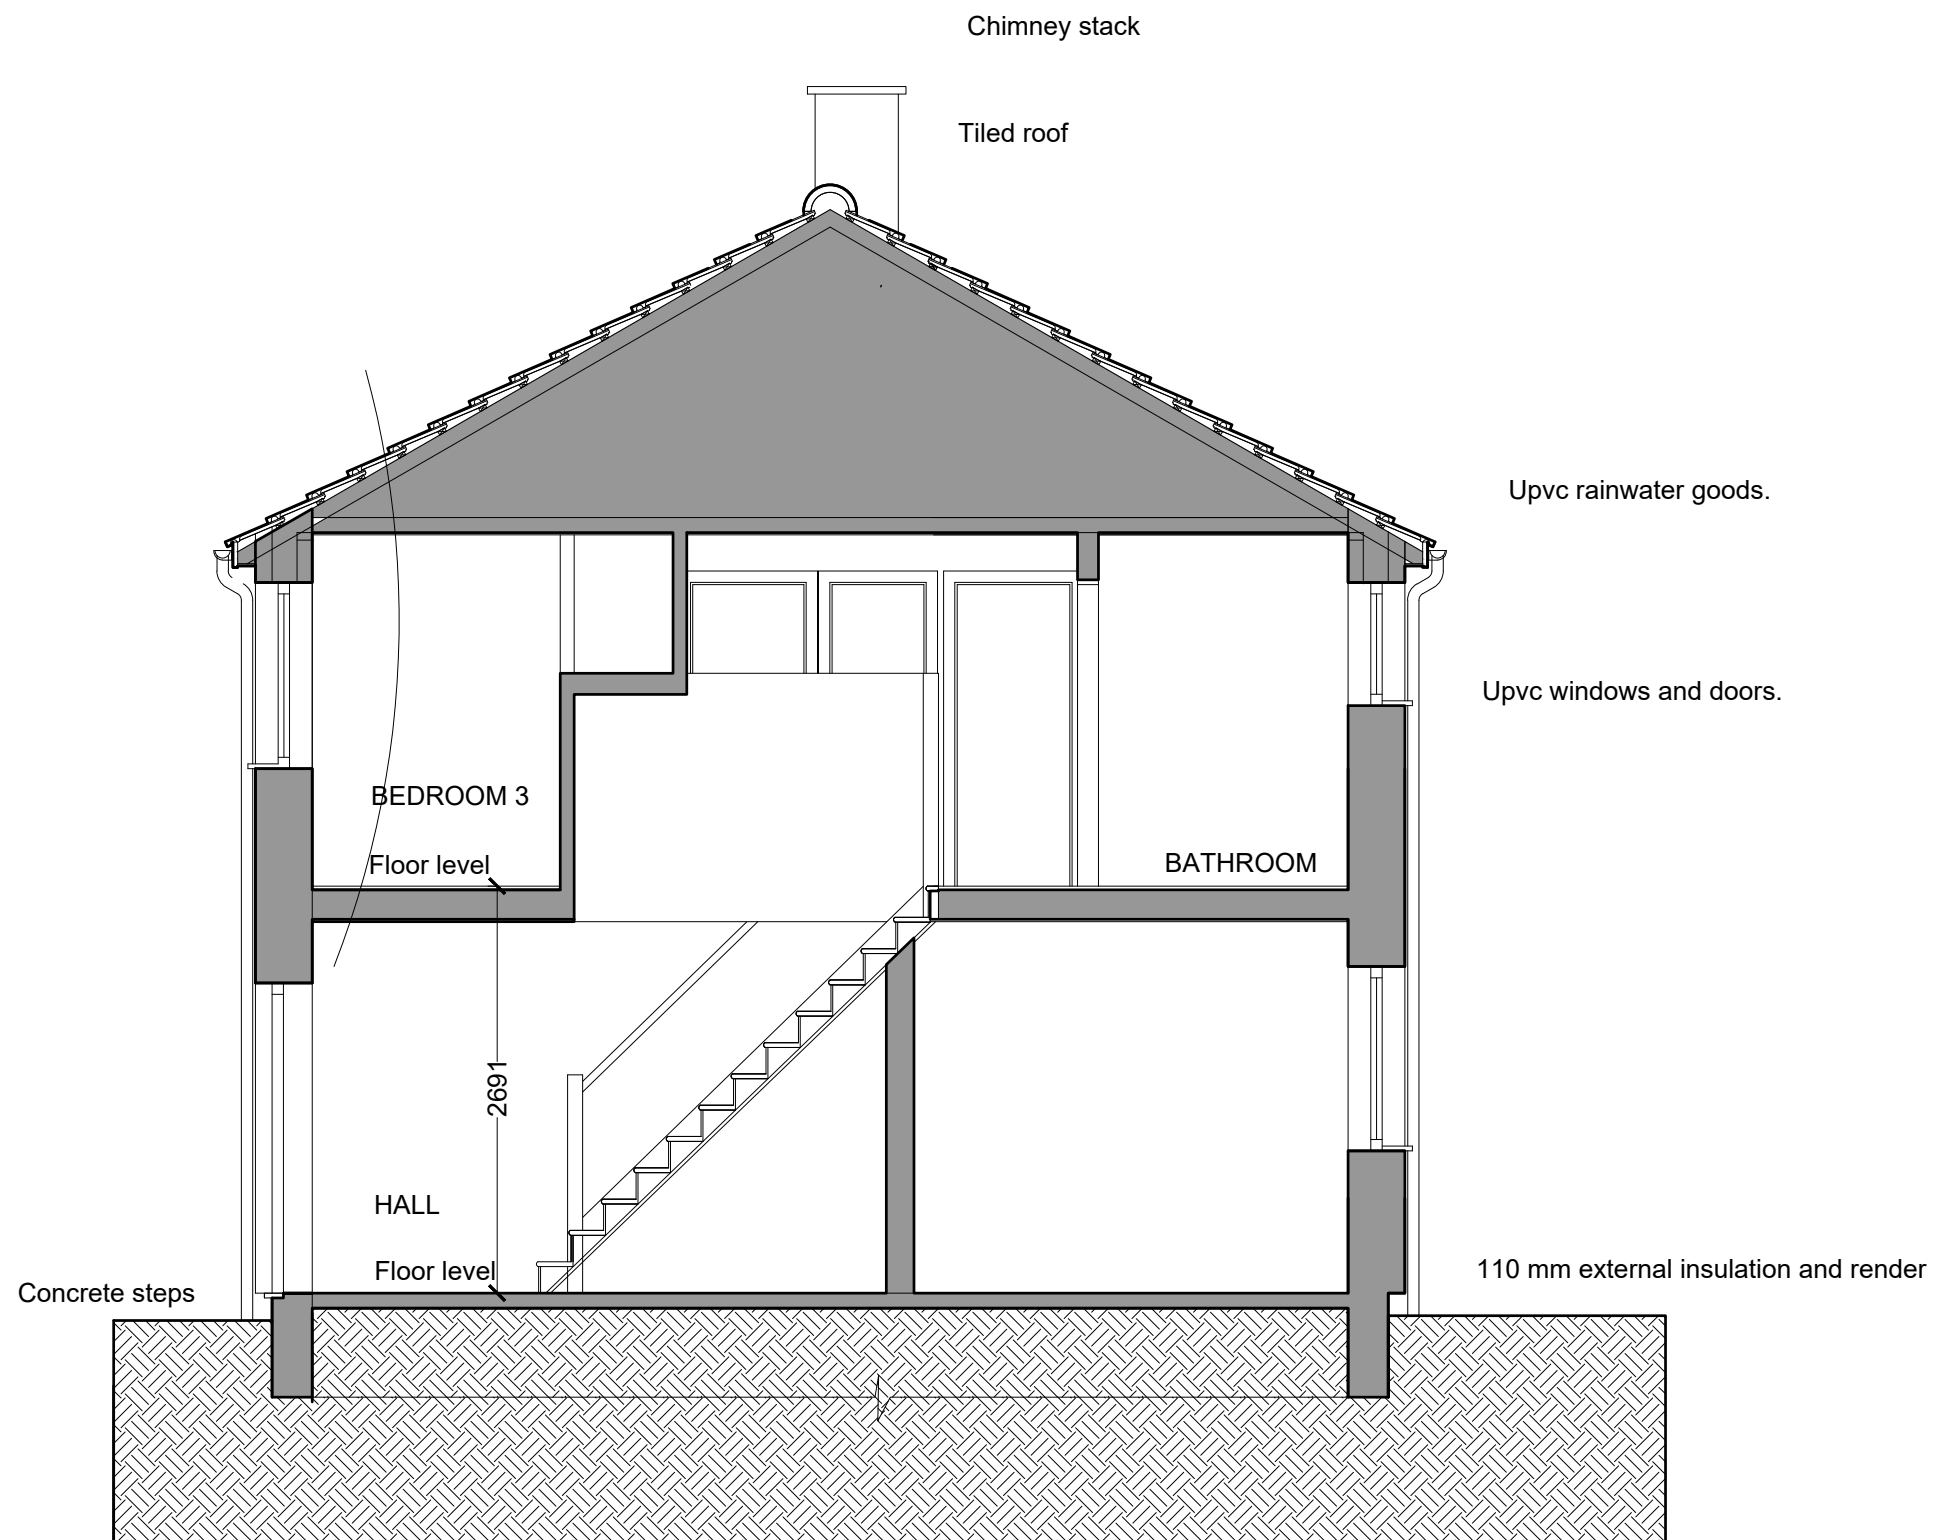 Chimney stack
Tiled roof
Upvc rainwater goods.
Upvc windows and doors.
BEDROOM 3
Floor level
BATHROOM
2691
HALL
Floor level
Concrete steps
110 mm external insulation and render